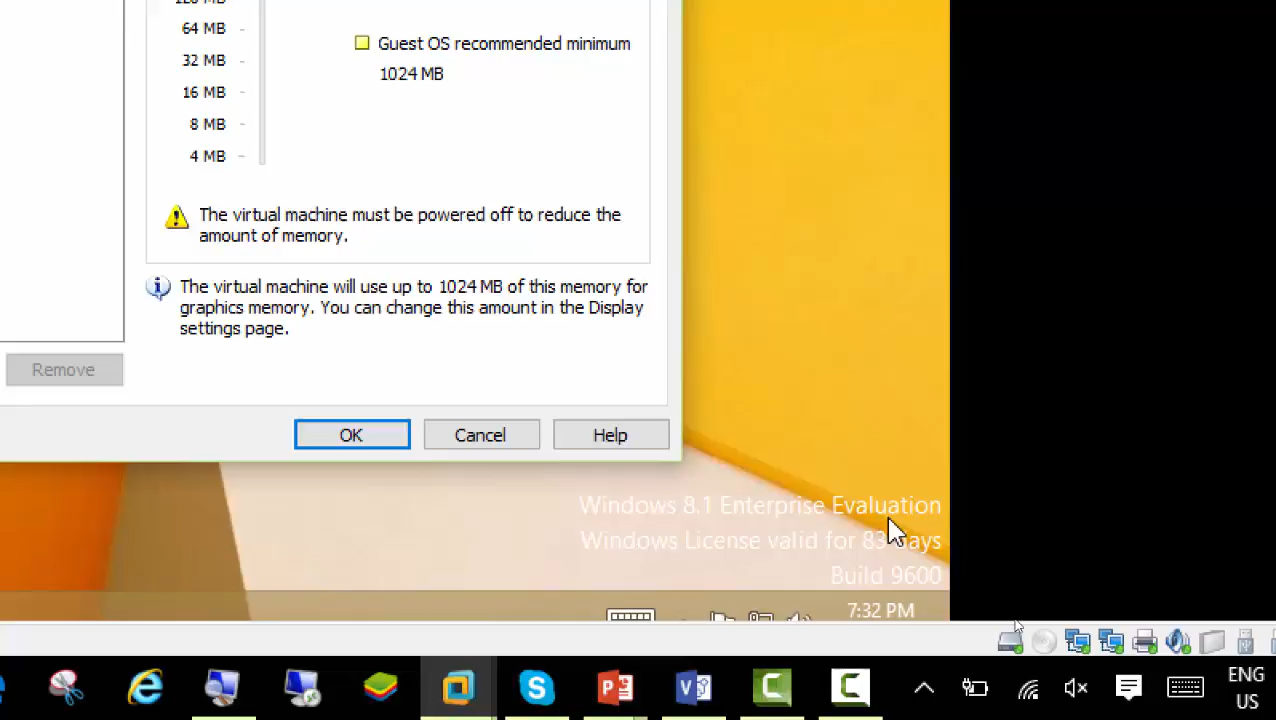 64 MB
32 MB
16 MB
8 MB
4 MB
Guest OS recommended minimum
1024 MB
The virtual machine must be powered off to reduce the
amount of memory.
The virtual machine will use up to 1024 MB of this memory for
graphics memory. You can change this amount in the Display
settings page.
Remove
OK
Cancel
Help
Windows 8.1 Enterprise Evaluation
Windows License valid for 83 days
Build 9600
7:32 PM
ENG
US